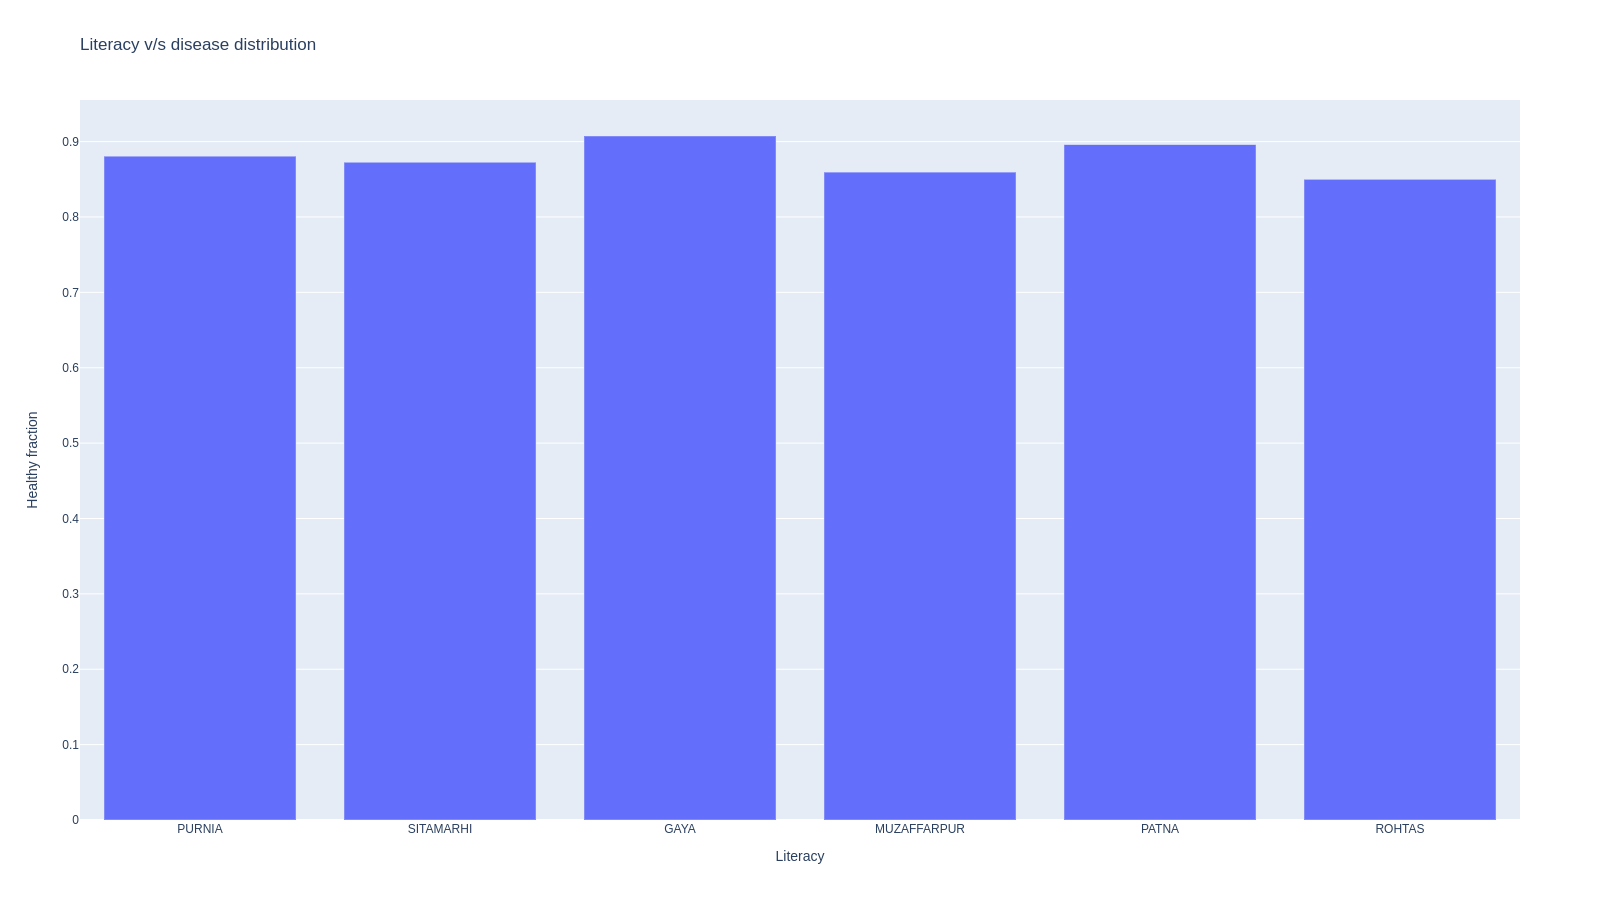 Literacy v/s disease distribution
0.9
0.8
0.7
0.6
0.5
0.4
0.3
0.2
0.1
0
Healthy fraction
PURNIA SITAMARHI GAYA MUZAFFARPUR PATNA ROHTAS
Literacy